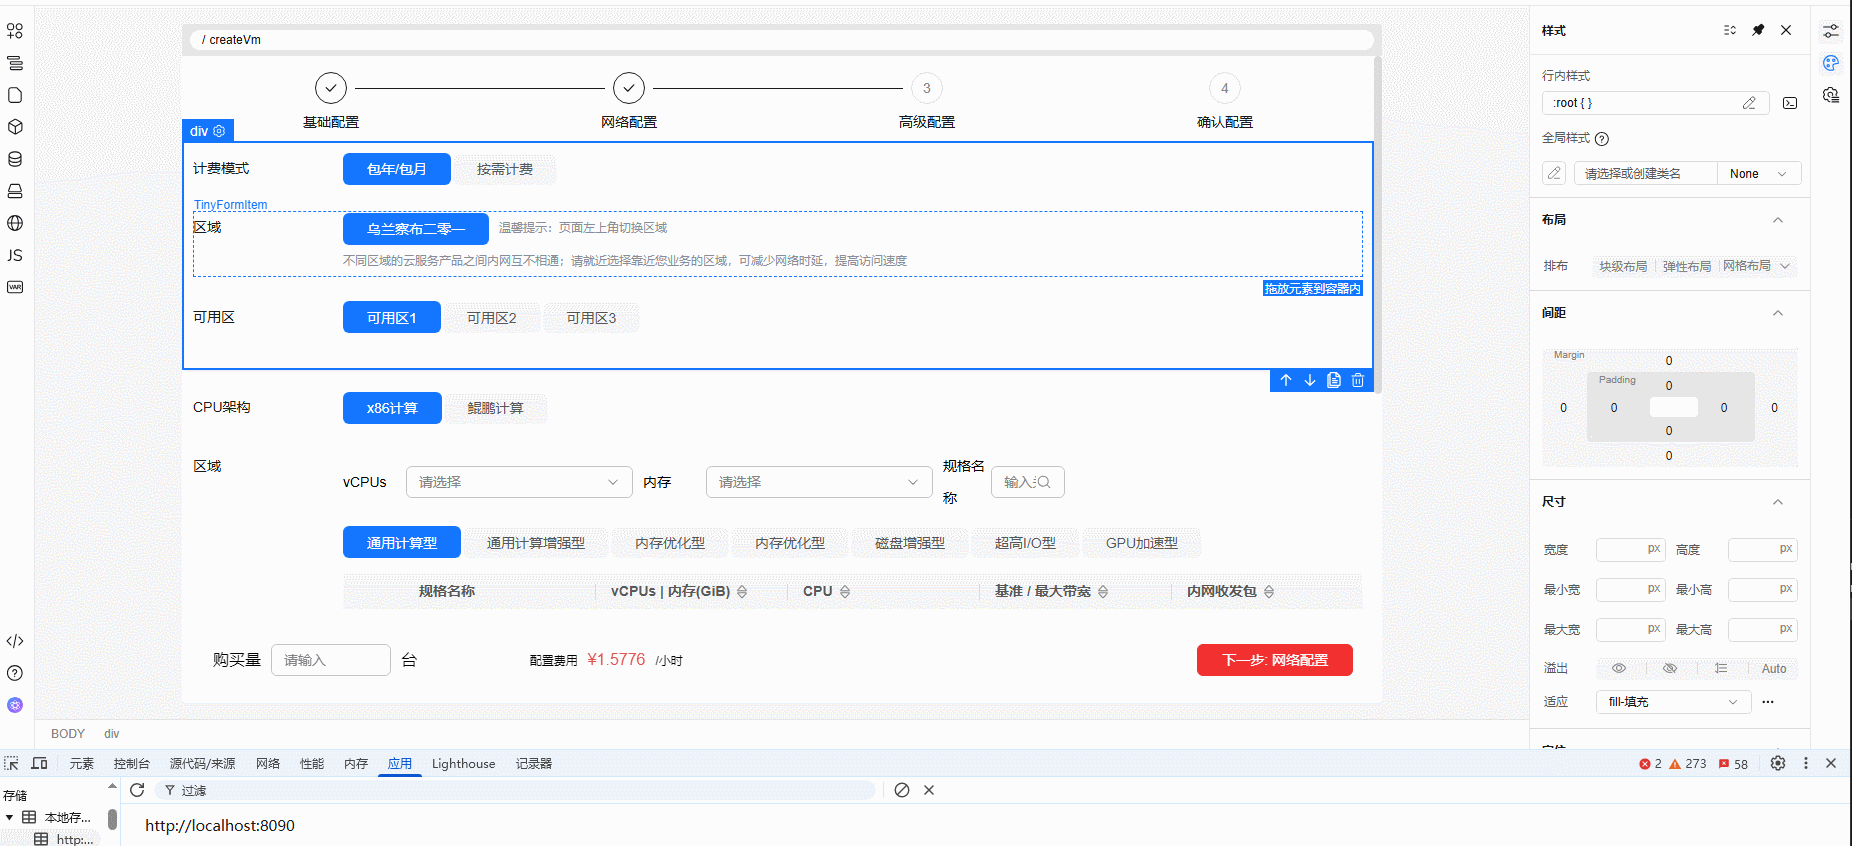 / createVm
3
4
基础配置
网络配置
高级配置
确认配置
div
计费模式
包年/包月
按需计费
TinyFormItem
区域
乌兰察布二零一
温馨提示：页面左上角切换区域
不同区域的云服务产品之间内网互不相通；请就近选择靠近您业务的区域，可减少网络时延，提高访问速度
拖放元素到容器内
可用区
可用区1
可用区2
可用区3
CPU架构
x86计算
鲲鹏计算
区域
vCPUs
请选择
内存
请选择
规格名
称
输入
通用计算型
通用计算增强型
内存优化型
内存优化型
磁盘增强型
超高I/O型
GPU加速型
规格名称
vCPUs | 内存(GiB)
CPU
基准 / 最大带宽
内网收发包
购买量
请输入
台
配置费用
¥1.5776
/小时
下一步: 网络配置
BODY
div
JS
VAR
样式
行内样式
:root { }
全局样式
请选择或创建类名
None
布局
排布
块级布局
弹性布局
网格布局
间距
Margin
0
Padding
0
0
0
0
0
0
0
尺寸
宽度
px
高度
px
最小宽
px
最小高
px
最大宽
px
最大高
px
溢出
Auto
适应
fill-填充
元素
控制台
源代码/来源
网络
性能
内存
应用
Lighthouse
记录器
2
273
58
存储
过滤
本地存...
http:...
http://localhost:8090